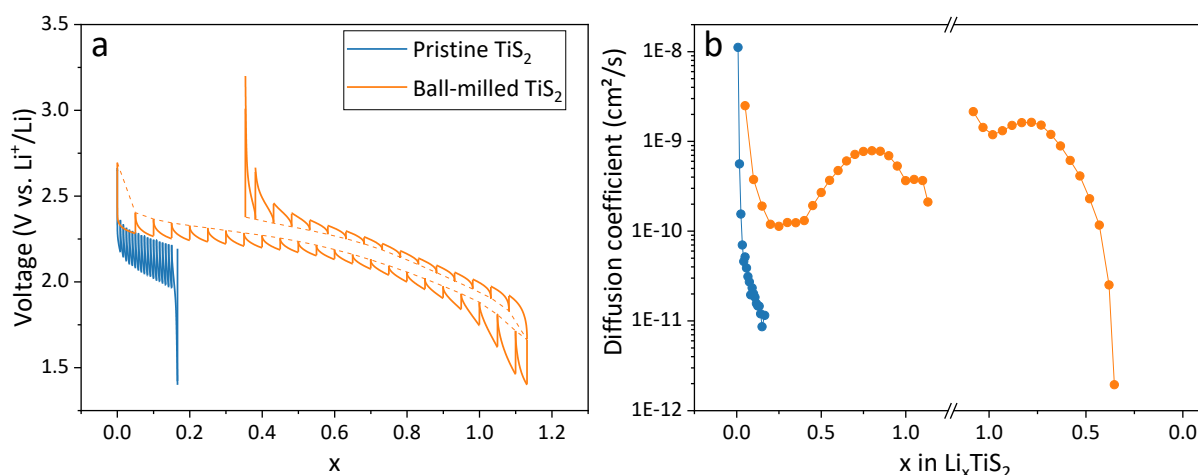 a
Pristine TiS2
Ball-milled TiS2
Voltage (V vs. Li+/Li)
3.5
3.0
2.5
2.0
1.5
0.0 0.2 0.4 0.6 0.8 1.0 1.2
x
b
Diffusion coefficient (cm²/s)
1E-8
1E-9
1E-10
1E-11
1E-12
0.0 0.5 1.0 1.0 0.5 0.0
x in LixTiS2